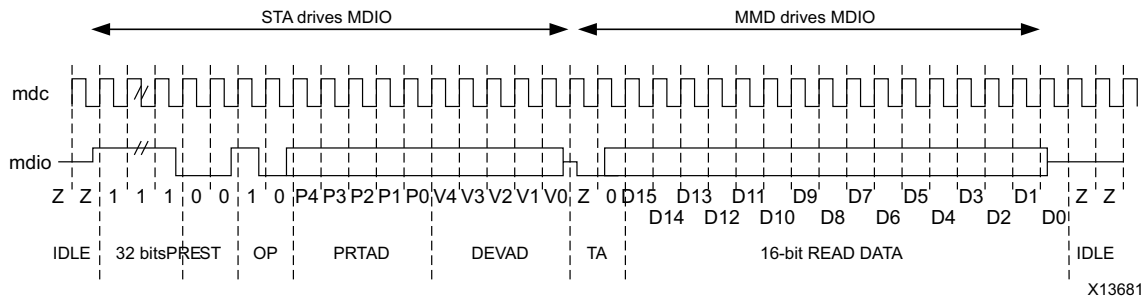 STA drives MDIO MMD drives MDIO
mdc
mdio
Z Z 1 1 1 0 0 1 0 P4 P3 P2 P1 P0 V4 V3 V2 V1 V0 Z 0 D15 D13 D11 D9 D7 D5 D3 D1 Z Z
D14 D12 D10 D8 D6 D4 D2 D0
IDLE 32 bitsPRE ST OP PRTAD DEVAD TA 16-bit READ DATA IDLE
X13681